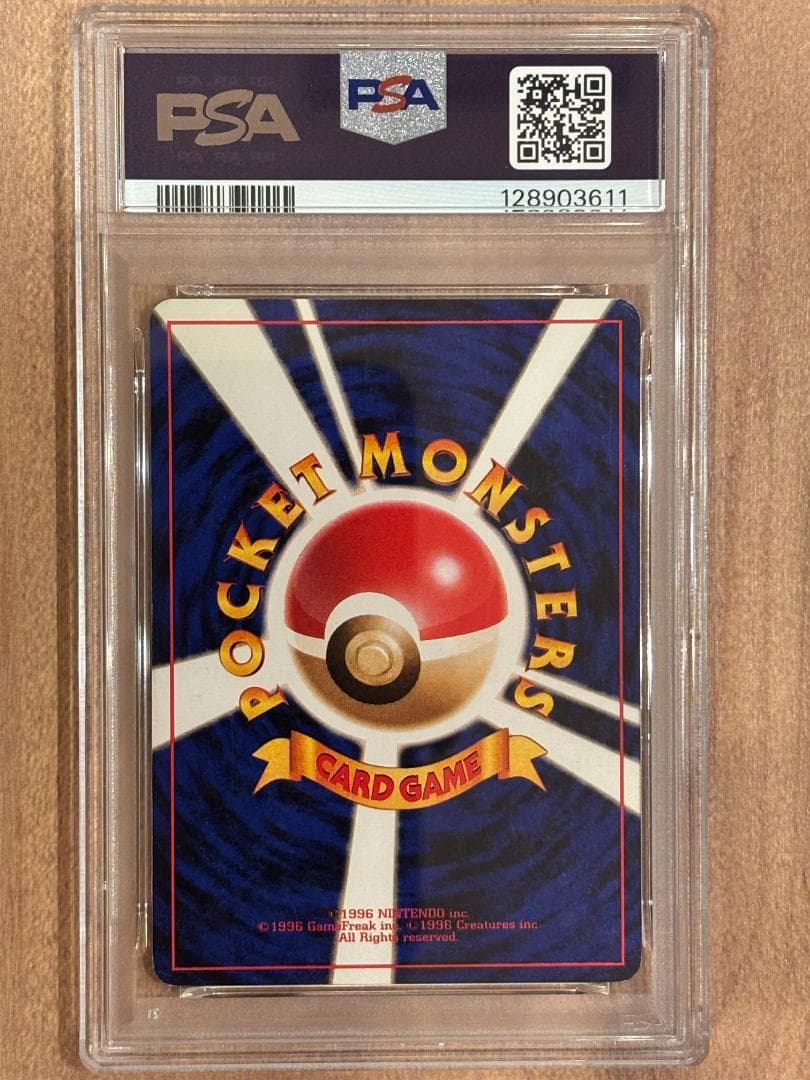 PSA
PSA
128903611
POCKET MONSTERS
CARD GAME
©1996 NINTENDO inc.
©1996 GameFreak inc. ©1996 Creatures inc.
All Rights reserved.